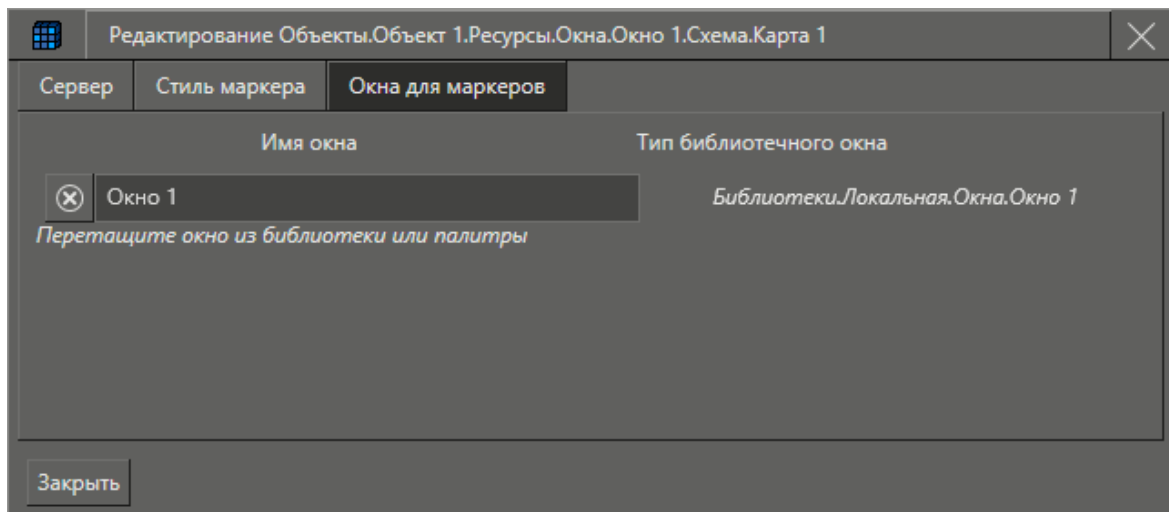 Редактирование Объекты.Объект 1.Ресурсы.Окна.Окно 1.Схема.Карта 1
Сервер Стиль маркера Окна для маркеров
Имя окна Тип библиотечного окна
Окно 1 Библиотеки.Локальная.Окна.Окно 1
Перетащите окно из библиотеки или палитры
Закрыть